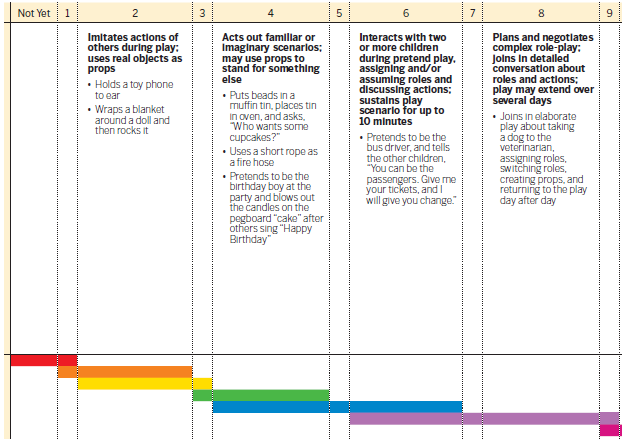 Not Yet 1 2 3 4 5 6 7 8 9
Imitates actions of
others during play;
uses real objects as
props
• Holds a toy phone
to ear
• Wraps a blanket
around a doll and
then rocks it
Acts out familiar or
imaginary scenarios;
may use props to
stand for something
else
• Puts beads in a
muffin tin, places tin
in oven, and asks,
"Who wants some
cupcakes?"
• Uses a short rope as
a fire hose
• Pretends to be the
birthday boy at the
party and blows out
the candles on the
pegboard "cake" after
others sing "Happy
Birthday"
Interacts with two
or more children
during pretend play,
assigning and/or
assuming roles and
discussing actions;
sustains play
scenario for up to
10 minutes
• Pretends to be the
bus driver, and tells
the other children,
"You can be the
passengers. Give me
your tickets, and I
will give you change."
Plans and negotiates
complex role-play;
joins in detailed
conversation about
roles and actions;
play may extend over
several days
• Joins in elaborate
play about taking
a dog to the
veterinarian,
assigning roles,
switching roles,
creating props, and
returning to the play
day after day